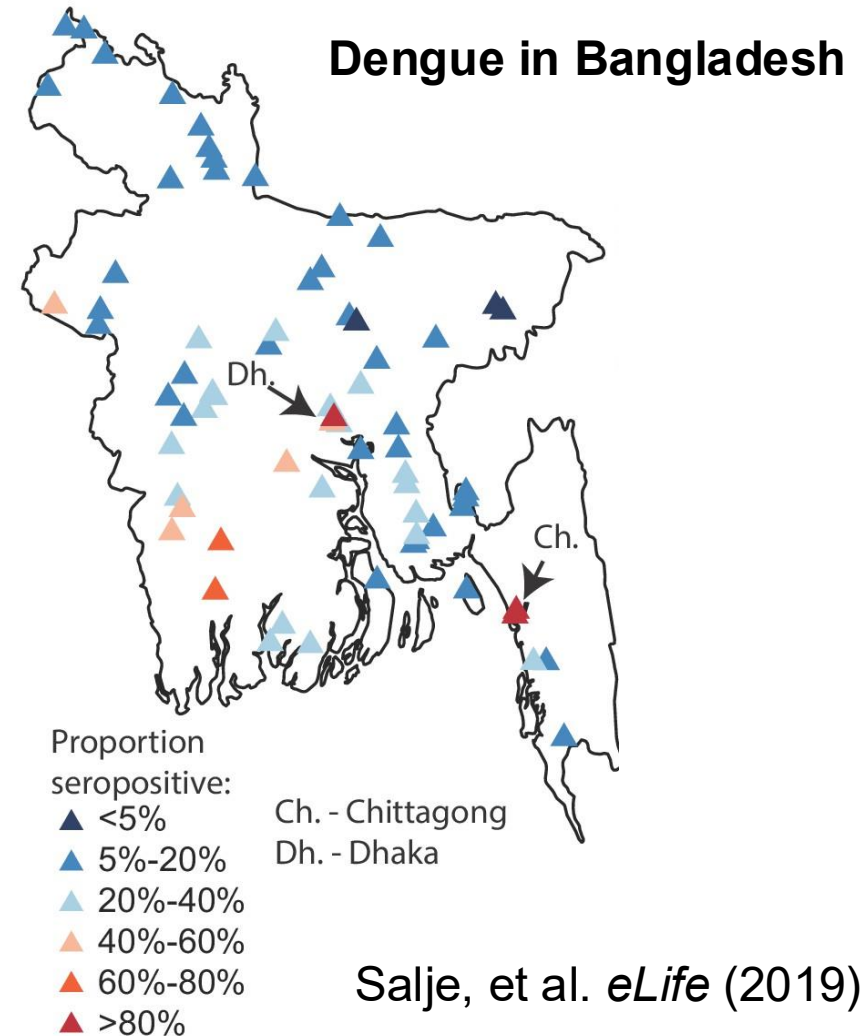 Dengue in Bangladesh
Dh.
Ch.
Proportion
seropositive:
<5%
5%-20%
20%-40%
40%-60%
60%-80%
>80%
Ch. - Chittagong
Dh. - Dhaka
Salje, et al. eLife (2019)